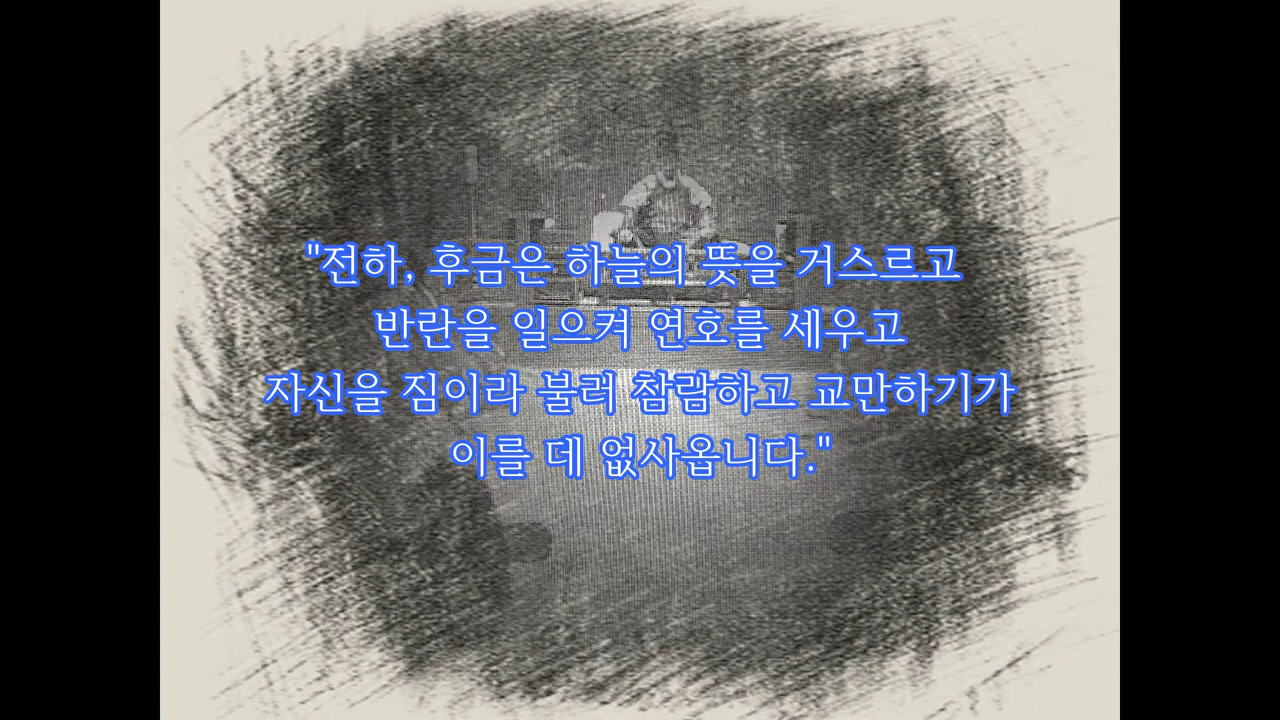 "전하, 후금은 하늘의 뜻을 거스르고
반란을 일으켜 연호를 세우고
자신을 짐이라 불러 참람하고 교만하기가
이를 데 없사옵니다."